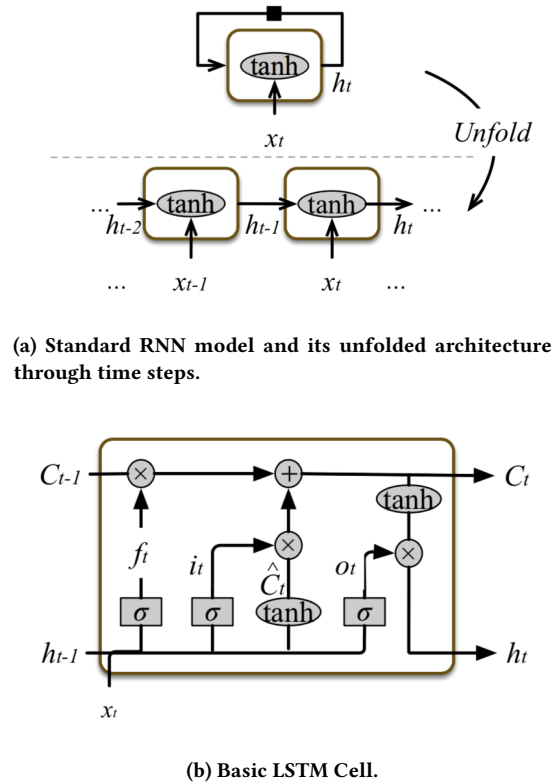 tanh
ht
xt
Unfold
... tanh tanh ...
ht-2 ht-1 ht
... xt-1 xt ...
(a) Standard RNN model and its unfolded architecture
through time steps.
Ct-1 × + Ct
tanh
ft it × ot ×
Ĉt
σ σ tanh σ
ht-1 ht
xt
(b) Basic LSTM Cell.